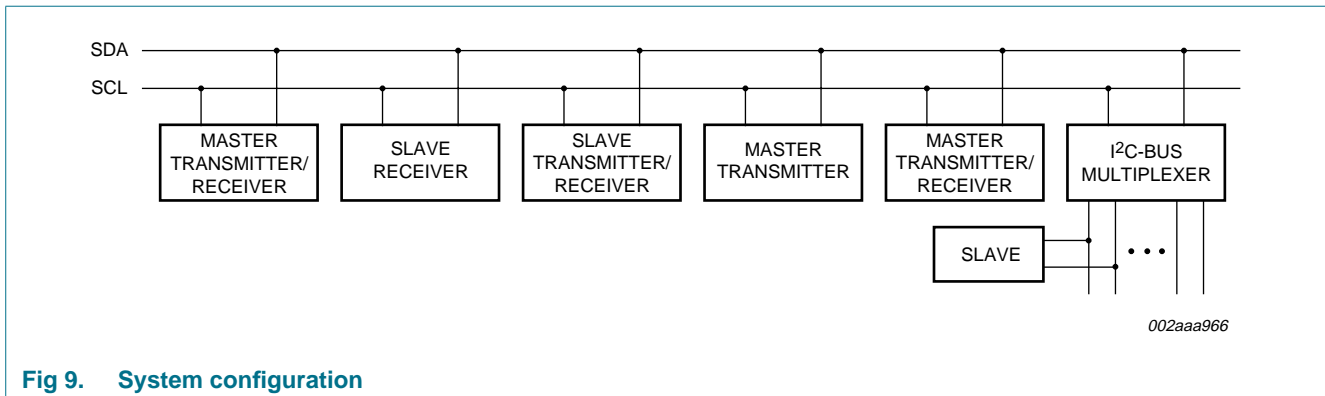 SDA
SCL
MASTER
TRANSMITTER/
RECEIVER
SLAVE
RECEIVER
SLAVE
TRANSMITTER/
RECEIVER
MASTER
TRANSMITTER
MASTER
TRANSMITTER/
RECEIVER
I²C-BUS
MULTIPLEXER
SLAVE
002aaa966
Fig 9. System configuration